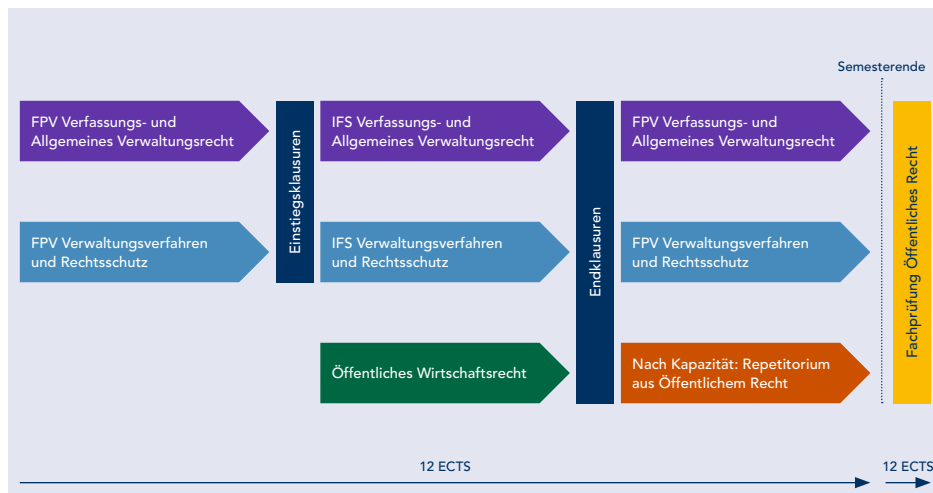 Semesterende
FPV Verfassungs- und
Allgemeines Verwaltungsrecht
Einstiegsklausuren
IFS Verfassungs- und
Allgemeines Verwaltungsrecht
Endklausuren
FPV Verfassungs- und
Allgemeines Verwaltungsrecht
Fachprüfung Öffentliches Recht
FPV Verwaltungsverfahren
und Rechtsschutz
IFS Verwaltungsverfahren
und Rechtsschutz
FPV Verwaltungsverfahren
und Rechtsschutz
Öffentliches Wirtschaftsrecht
Nach Kapazität: Repetitorium
aus Öffentlichem Recht
12 ECTS
12 ECTS